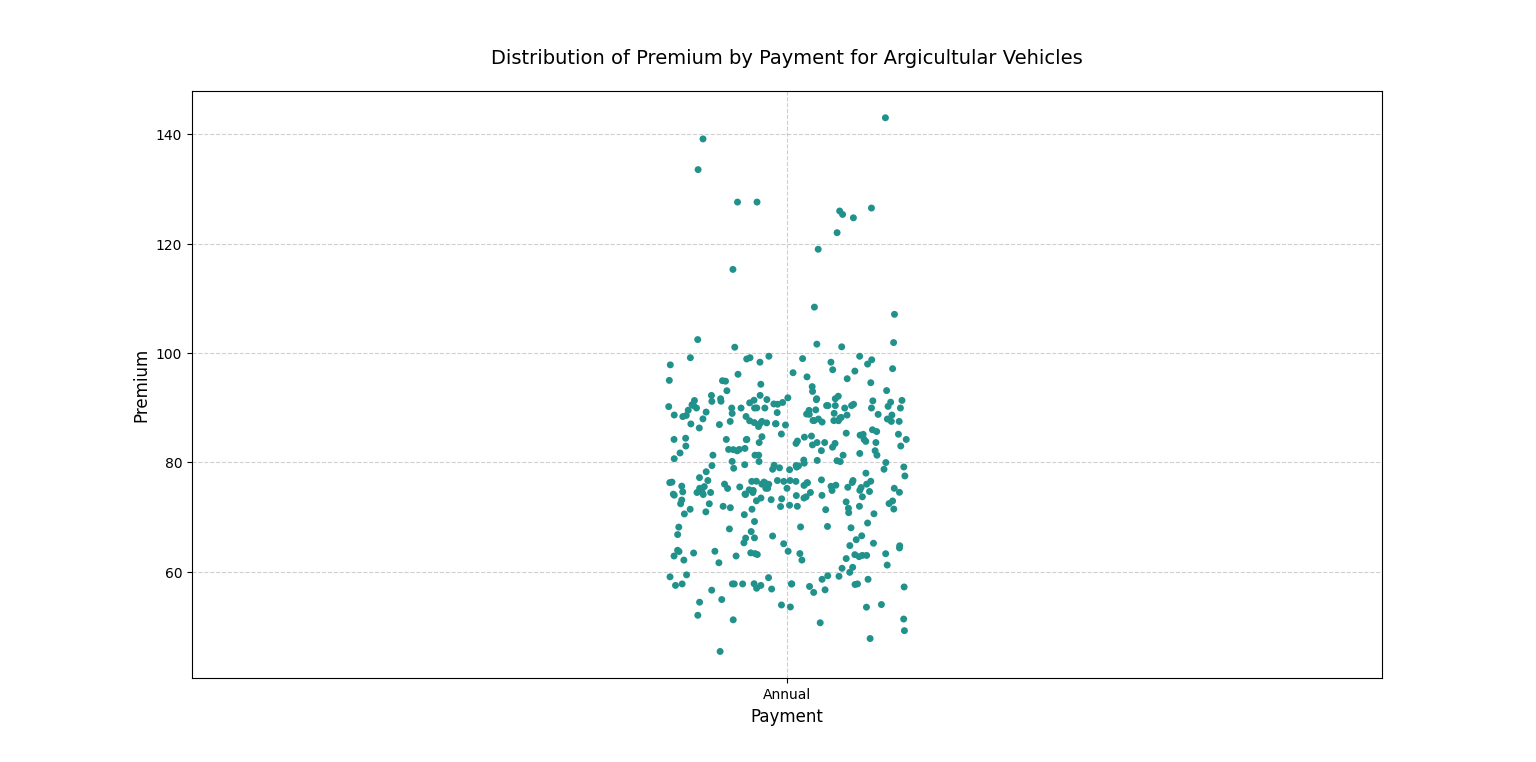 Distribution of Premium by Payment for Argicultular Vehicles
140
120
100
80
60
Premium
Annual
Payment